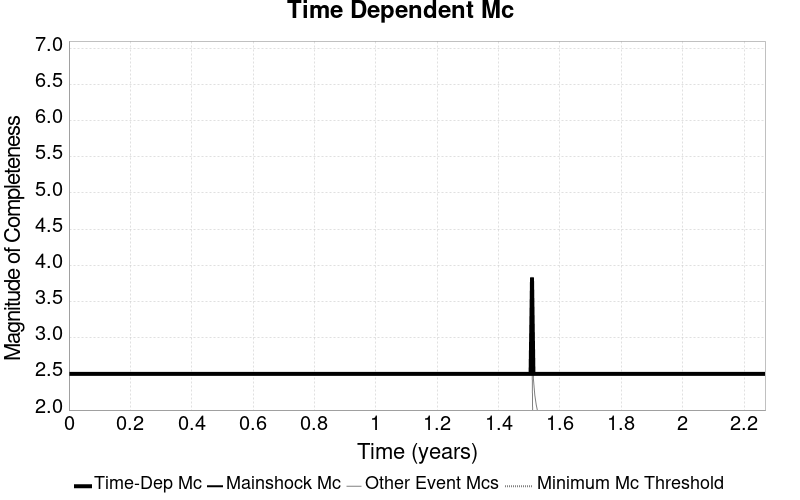 Time Dependent Mc
Magnitude of Completeness
7.0
6.5
6.0
5.5
5.0
4.5
4.0
3.5
3.0
2.5
2.0
0 0.2 0.4 0.6 0.8 1 1.2 1.4 1.6 1.8 2 2.2
Time (years)
Time-Dep Mc Mainshock Mc Other Event Mcs Minimum Mc Threshold